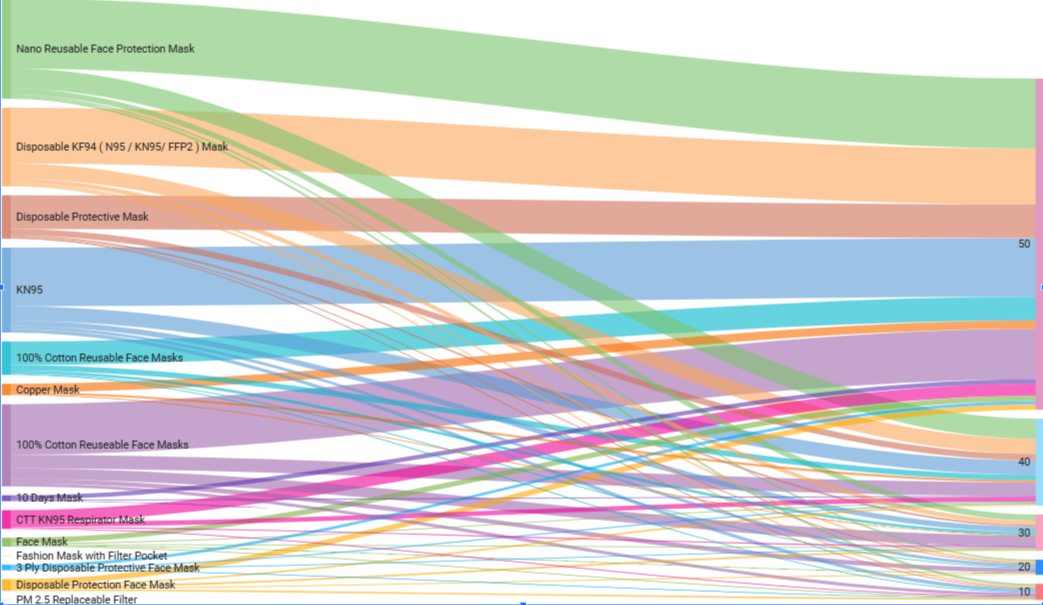 Nano Reusable Face Protection Mask
Disposable KF94 ( N95 / KN95/ FFP2 ) Mask
Disposable Protective Mask
50
KN95
100% Cotton Reusable Face Masks
Copper Mask
100% Cotton Reuseable Face Masks
40
10 Days Mask
CTT KN95 Respirator Mask
30
Face Mask
Fashion Mask with Filter Pocket
3 Ply Disposable Protective Face Mask
20
Disposable Protection Face Mask
10
PM 2.5 Replaceable Filter